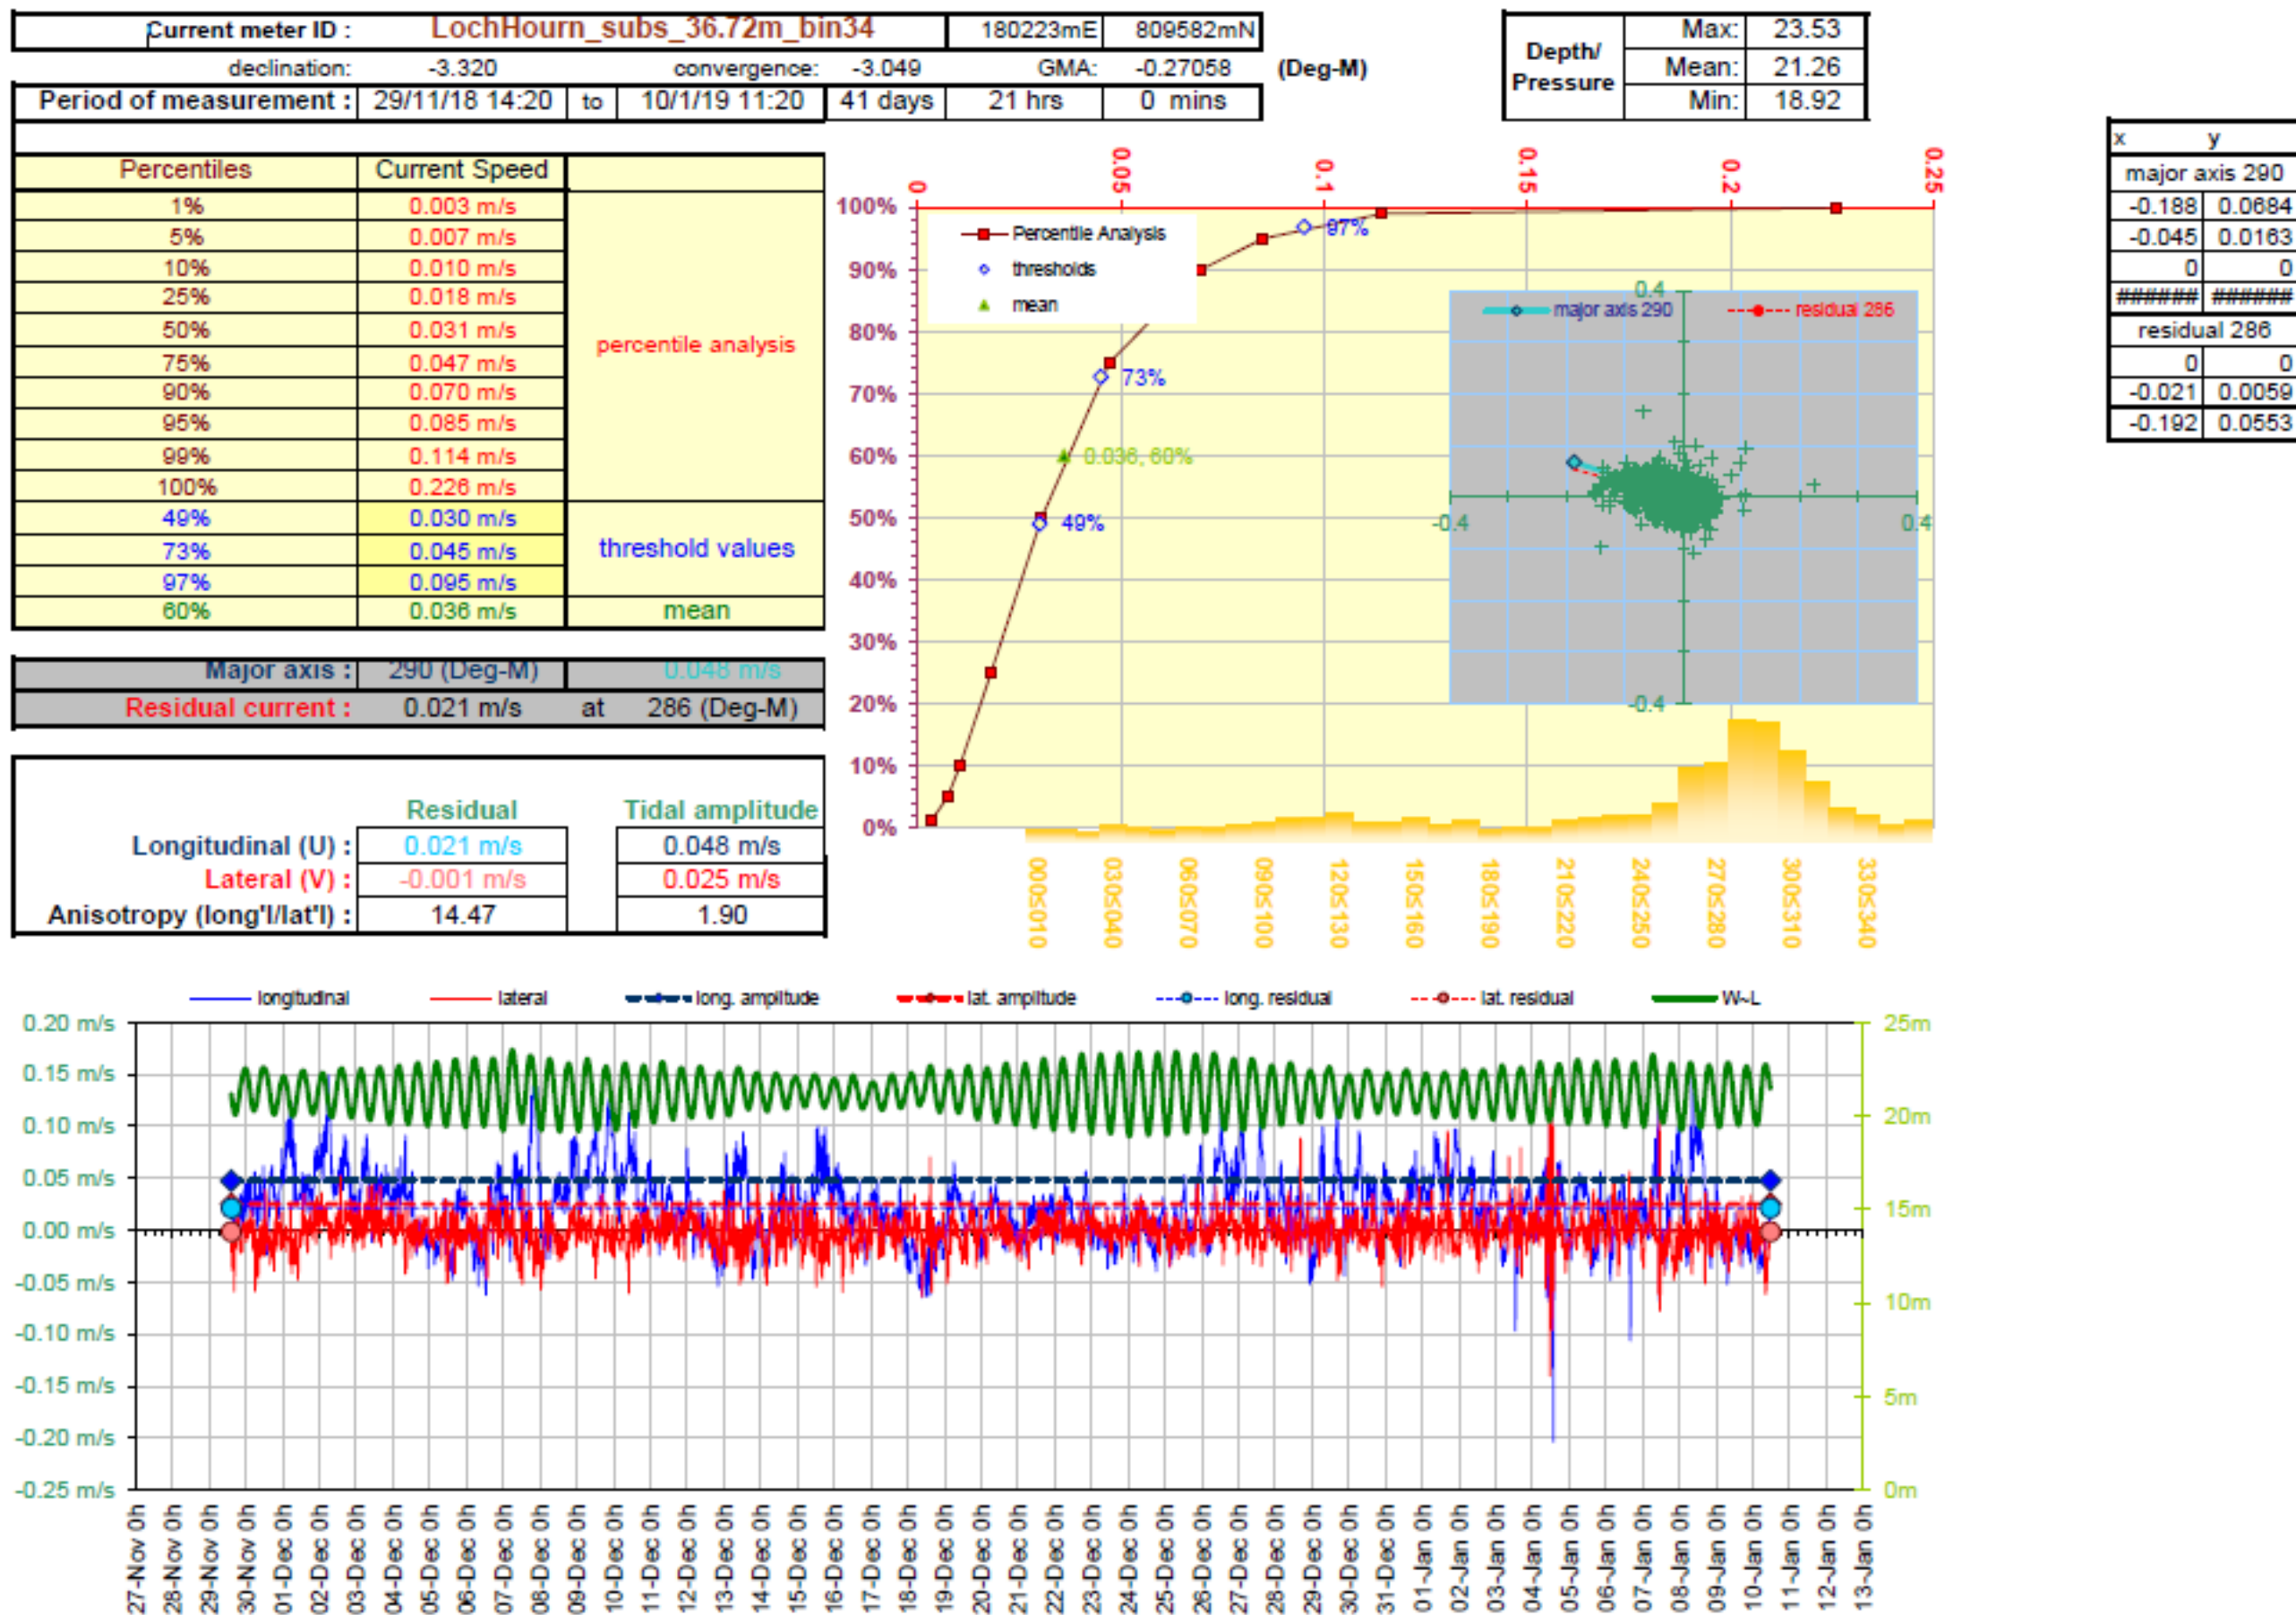 Current meter ID : LochHourn_subs_36.72m_bin34 180223mE 809582mN
declination: -3.320 convergence: -3.049 GMA: -0.27058 (Deg-M)
Period of measurement : 29/11/18 14:20 to 10/1/19 11:20 41 days 21 hrs 0 mins
Depth/ Pressure
Max: 23.53
Mean: 21.26
Min: 18.92
x y
major axis 290
-0.188 0.0684
-0.045 0.0163
0 0
###### ######
residual 286
0 0
-0.021 0.0059
-0.192 0.0553
Percentiles Current Speed
1% 0.003 m/s
5% 0.007 m/s
10% 0.010 m/s
25% 0.018 m/s
50% 0.031 m/s
75% 0.047 m/s
90% 0.070 m/s
95% 0.085 m/s
99% 0.114 m/s
100% 0.226 m/s
percentile analysis
49% 0.030 m/s
73% 0.045 m/s
97% 0.095 m/s
threshold values
60% 0.036 m/s mean
Major axis : 290 (Deg-M) 0.048 m/s
Residual current : 0.021 m/s at 286 (Deg-M)
Residual Tidal amplitude
Longitudinal (U) : 0.021 m/s 0.048 m/s
Lateral (V) : -0.001 m/s 0.025 m/s
Anisotropy (long'l/lat'l) : 14.47 1.90
0 0.05 0.1 0.15 0.2 0.25
100%
90%
80%
70%
60%
50%
40%
30%
20%
10%
0%
Percentile Analysis
thresholds
mean
97%
73%
0.036, 60%
49%
0.4
major axis 290 residual 286
-0.4 0.4
-0.4
000≤010 030≤040 060≤070 090≤100 120≤130 150≤160 180≤190 210≤220 240≤250 270≤280 300≤310 330≤340
longitudinal lateral long. amplitude lat. amplitude long. residual lat. residual W~L
0.20 m/s
0.15 m/s
0.10 m/s
0.05 m/s
0.00 m/s
-0.05 m/s
-0.10 m/s
-0.15 m/s
-0.20 m/s
-0.25 m/s
25m
20m
15m
10m
5m
0m
27-Nov 0h
28-Nov 0h
29-Nov 0h
30-Nov 0h
01-Dec 0h
02-Dec 0h
03-Dec 0h
04-Dec 0h
05-Dec 0h
06-Dec 0h
07-Dec 0h
08-Dec 0h
09-Dec 0h
10-Dec 0h
11-Dec 0h
12-Dec 0h
13-Dec 0h
14-Dec 0h
15-Dec 0h
16-Dec 0h
17-Dec 0h
18-Dec 0h
19-Dec 0h
20-Dec 0h
21-Dec 0h
22-Dec 0h
23-Dec 0h
24-Dec 0h
25-Dec 0h
26-Dec 0h
27-Dec 0h
28-Dec 0h
29-Dec 0h
30-Dec 0h
31-Dec 0h
01-Jan 0h
02-Jan 0h
03-Jan 0h
04-Jan 0h
05-Jan 0h
06-Jan 0h
07-Jan 0h
08-Jan 0h
09-Jan 0h
10-Jan 0h
11-Jan 0h
12-Jan 0h
13-Jan 0h